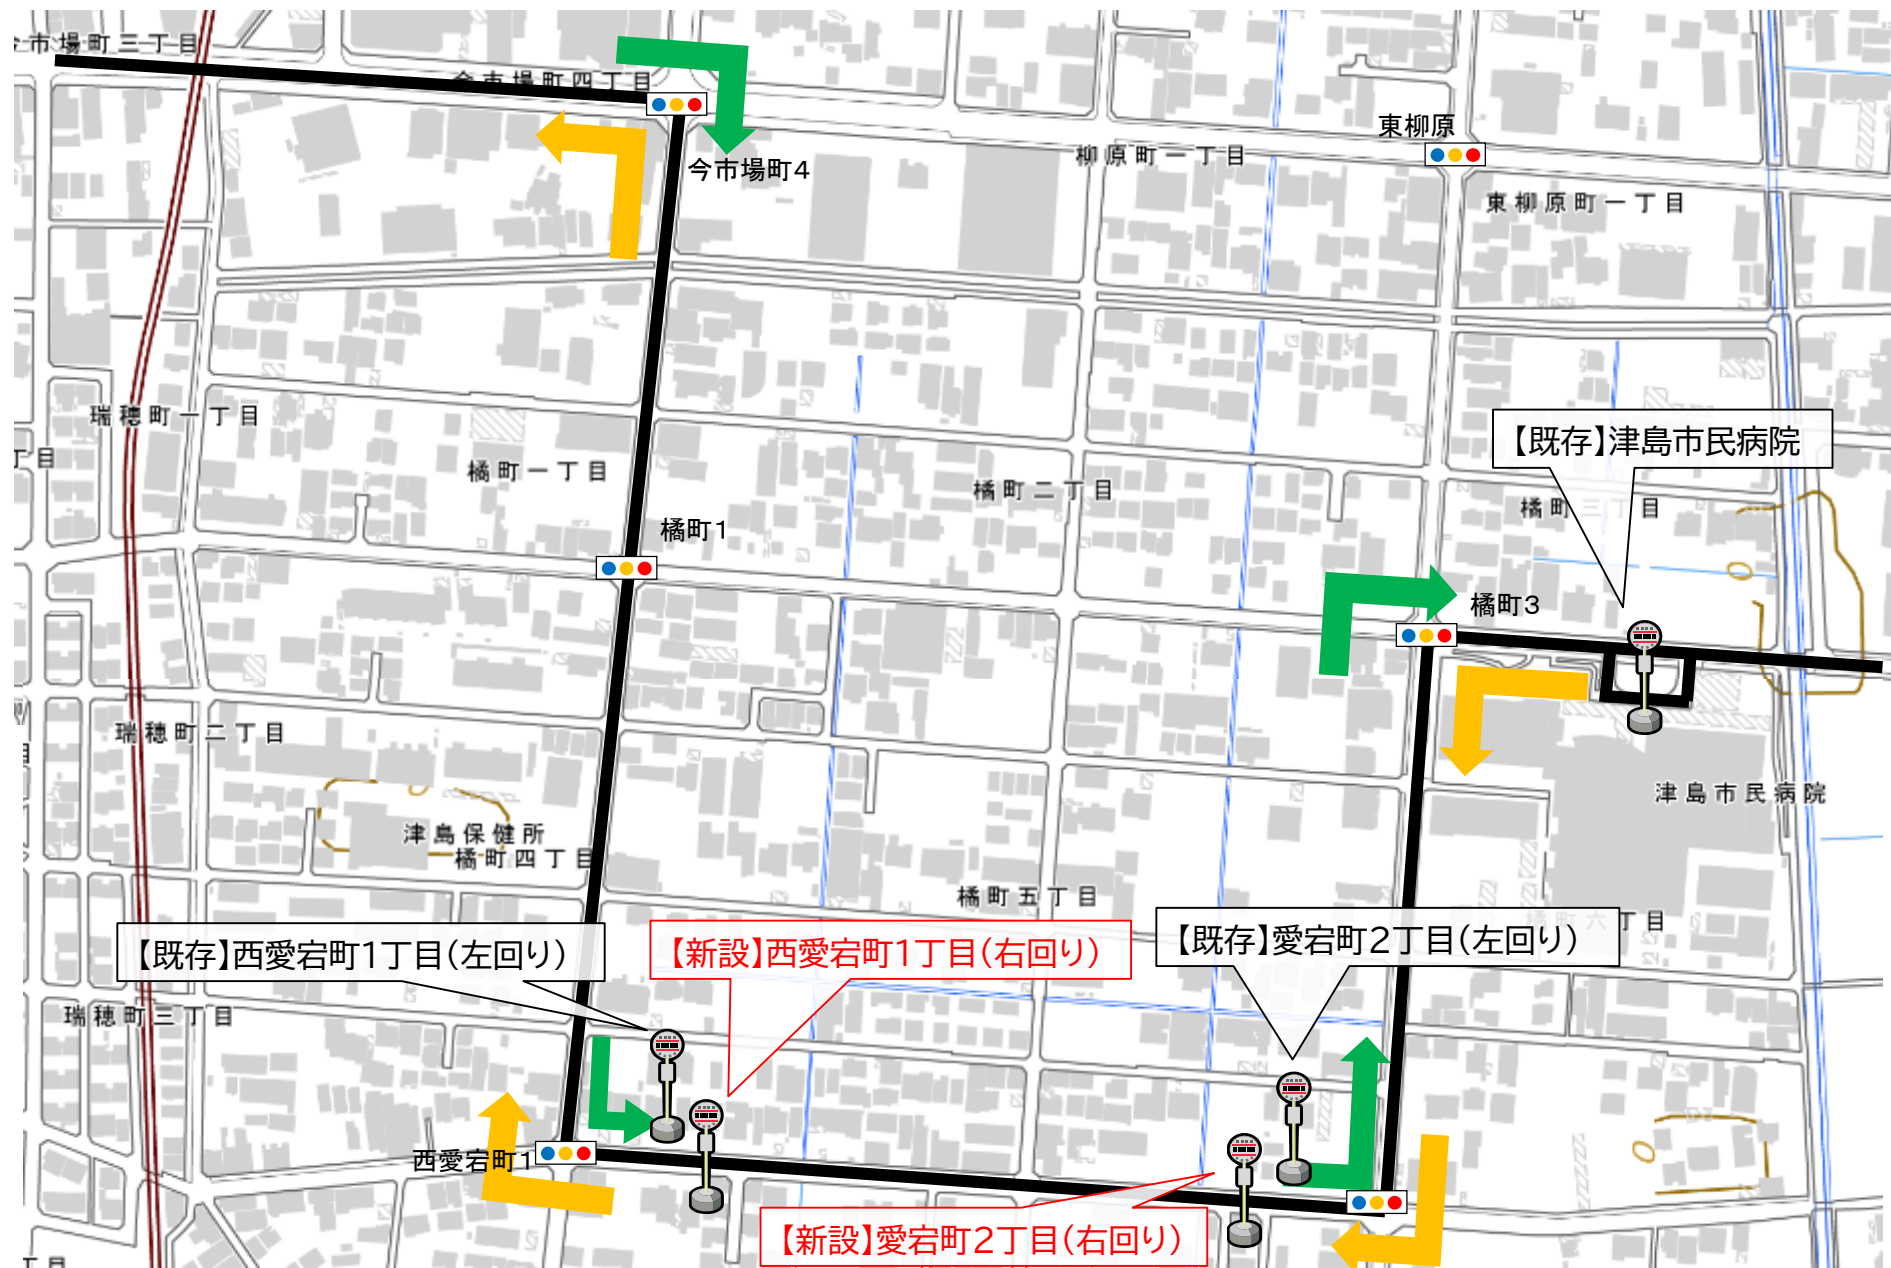 今市場町三丁目
今市場町四丁目
東柳原
柳原町一丁目
今市場町4
東柳原町一丁目
瑞穂町一丁目
【既存】津島市民病院
丁目
橘町一丁目
橘町二丁目
橘町三丁目
橘町1
橘町3
瑞穂町二丁目
津島市民病院
津島保健所
橘町四丁目
橘町五丁目
橘町六丁目
【既存】西愛宕町1丁目(左回り)
【新設】西愛宕町1丁目(右回り)
【既存】愛宕町2丁目(左回り)
瑞穂町三丁目
西愛宕町1
【新設】愛宕町2丁目(右回り)